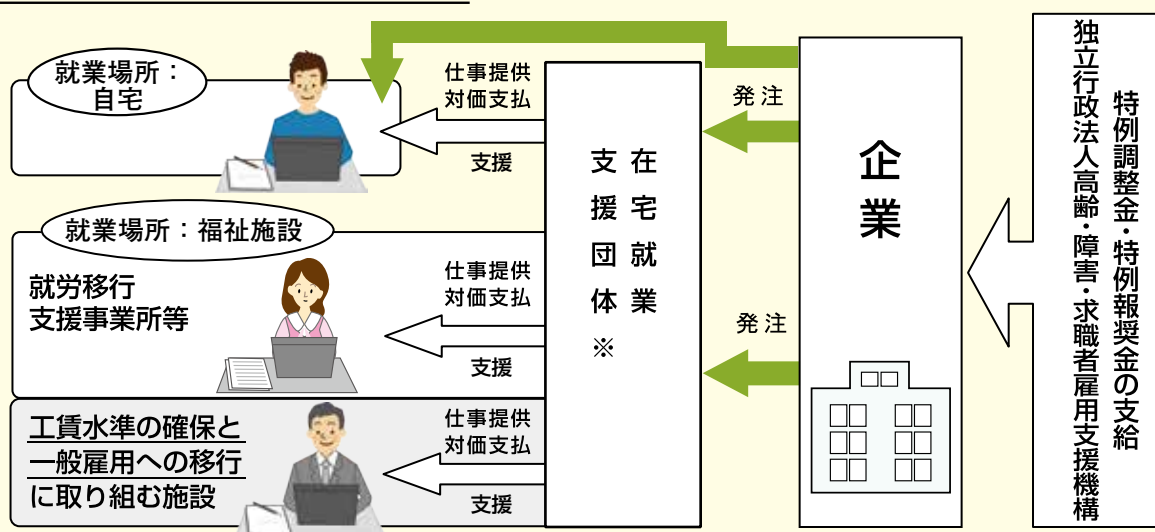 就業場所：
自宅
仕事提供
対価支払
支援
就業場所：福祉施設
就労移行
支援事業所等
仕事提供
対価支払
支援
工賃水準の確保と
一般雇用への移行
に取り組む施設
仕事提供
対価支払
支援
在宅就業
支援団体※
発注
発注
企業
特例調整金・特例報奨金の支給
独立行政法人高齢・障害・求職者雇用支援機構